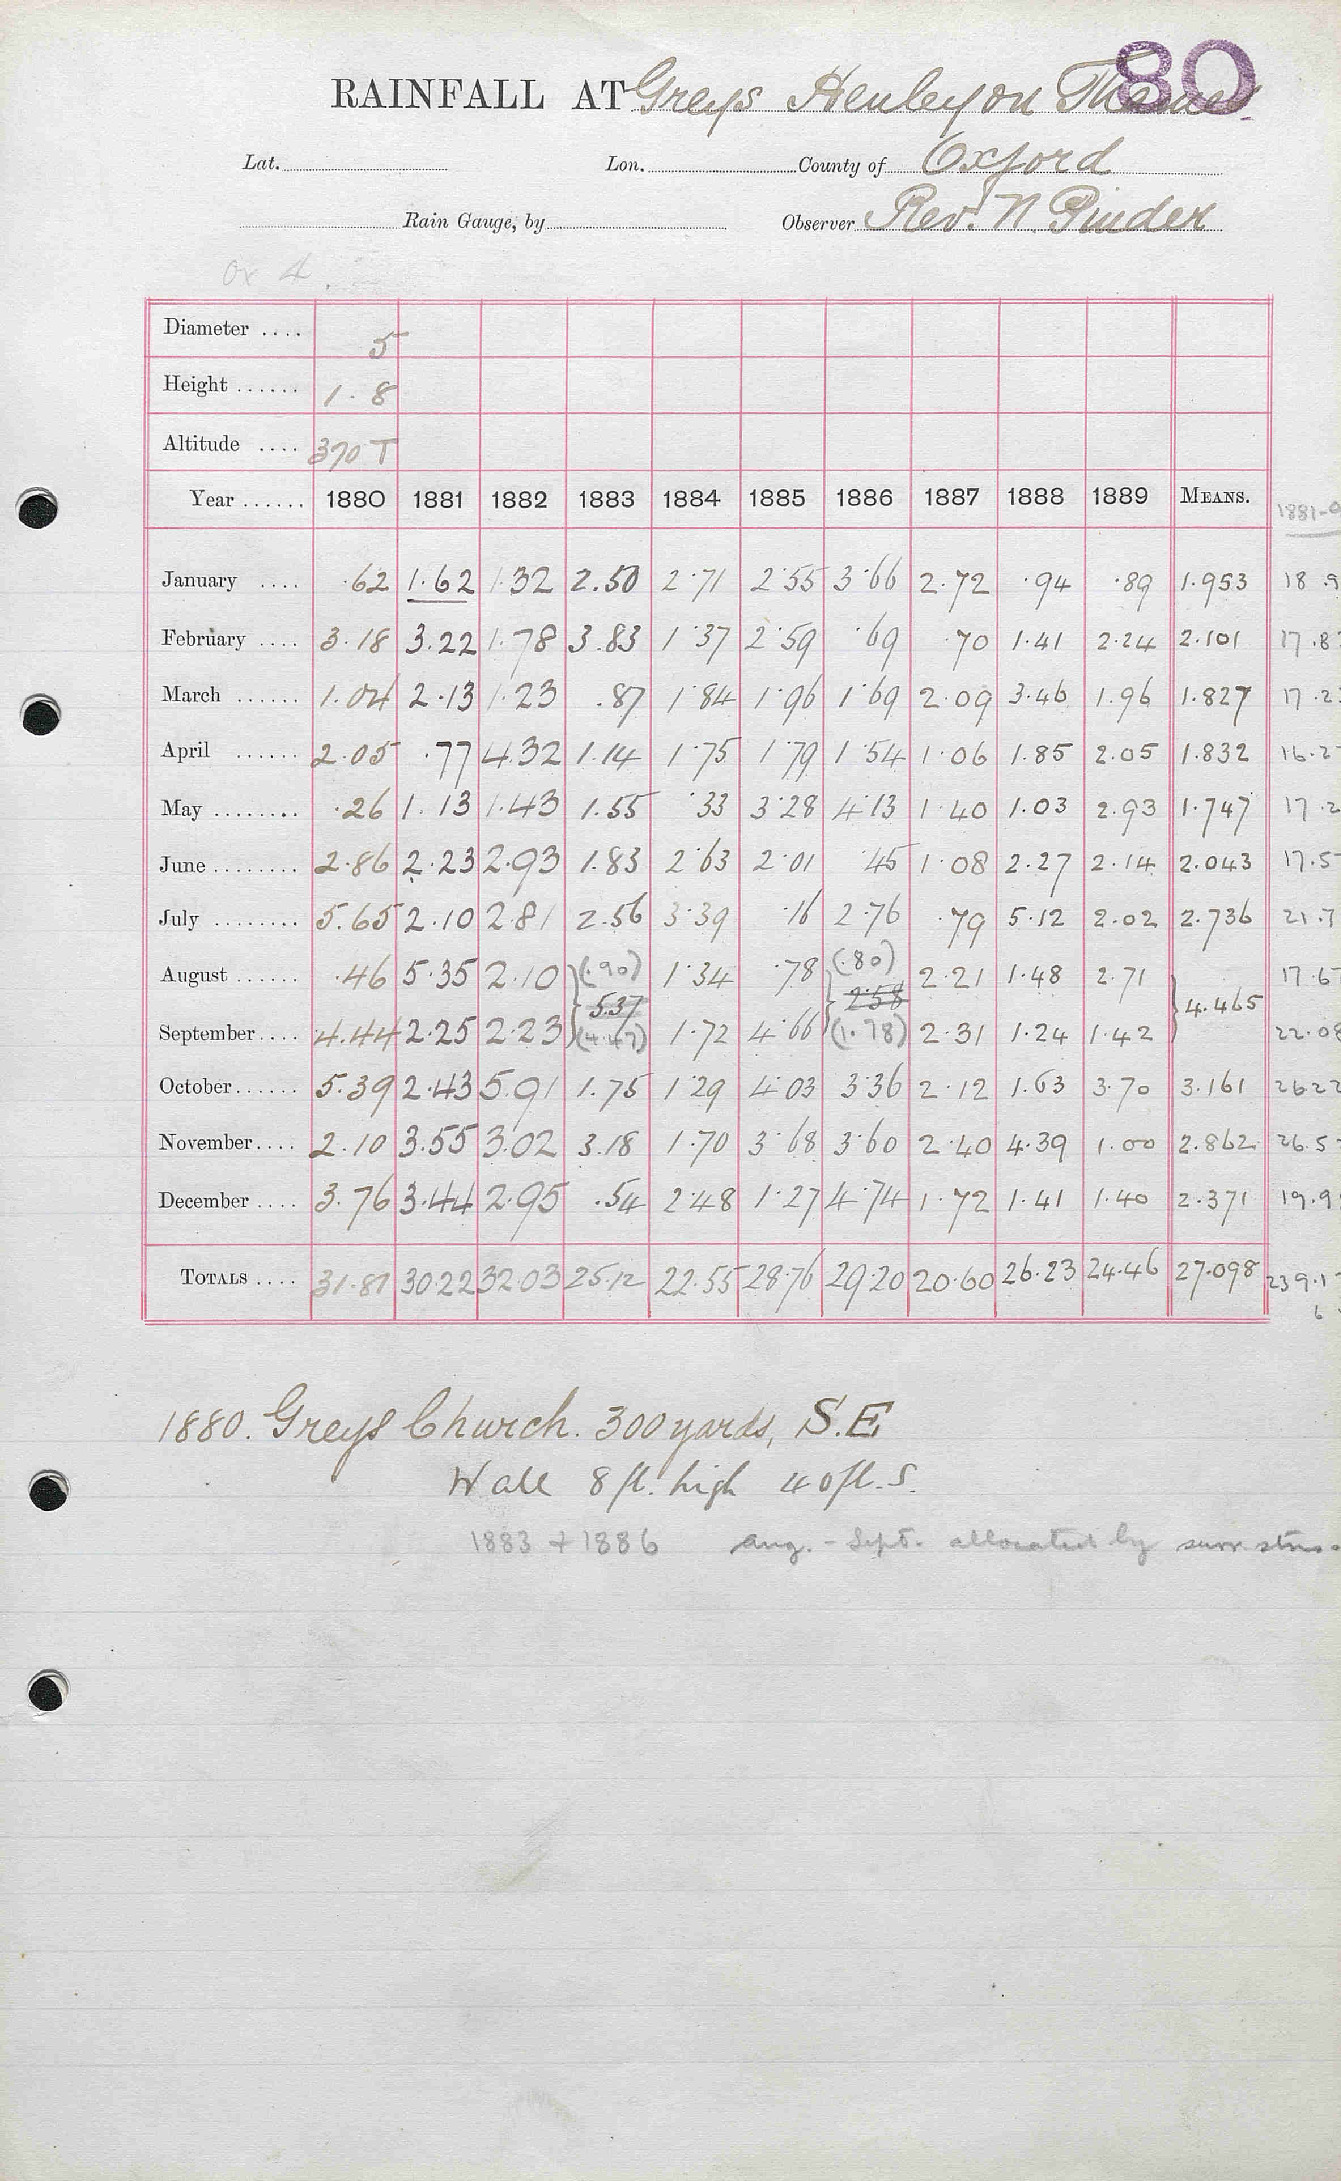 80
RAINFALL AT Greys Henley on Thames
Lat. Lon. County of Oxford
Rain Gauge, by Observer Rev. N Pinder
Ox 4
Diameter .... 5
Height ...... 1.8
Altitude .... 370 T
Year ...... 1880 1881 1882 1883 1884 1885 1886 1887 1888 1889 MEANS. 1881-
January .... .62 1.62 1.32 2.50 2.71 2.55 3.66 2.72 .94 .89 1.953 18.9
February .... 3.18 3.22 1.78 3.83 1.37 2.59 .69 .70 1.41 2.24 2.101 17.8
March ...... 1.04 2.13 1.23 .87 1.84 1.96 1.69 2.09 3.46 1.96 1.827 17.2
April ...... 2.05 .77 4.32 1.14 1.75 1.79 1.54 1.06 1.85 2.05 1.832 16.2
May ........ .26 1.13 1.43 1.55 .33 3.28 4.13 1.40 1.03 2.93 1.747 17.2
June ........ 2.86 2.23 2.93 1.83 2.63 2.01 .45 1.08 2.27 2.14 2.043 17.5
July ........ 5.65 2.10 2.81 2.56 3.39 .16 2.76 .79 5.12 2.02 2.736 21.7
August ...... .46 5.35 2.10 (.90) 1.34 .78 (.80) 2.21 1.48 2.71 17.67
5.37 2.58 4.465
September .... 4.44 2.25 2.23 (4.47) 1.72 4.66 (1.78) 2.31 1.24 1.42 22.08
October ...... 5.39 2.43 5.91 1.75 1.29 4.03 3.36 2.12 1.63 3.70 3.161 26.22
November .... 2.10 3.55 3.02 3.18 1.70 3.68 3.60 2.40 4.39 1.00 2.862 26.5
December .... 3.76 3.44 2.95 .54 2.48 1.27 4.74 1.72 1.41 1.40 2.371 19.9
TOTALS .... 31.81 30.22 32.03 25.12 22.55 28.76 29.20 20.60 26.23 24.46 27.098 239.1
6
1880. Greys Church. 300 yards, S.E
Wall 8 ft. high 40 ft. S.
1883 + 1886 Aug. - Sept. allocated by surr. stns.